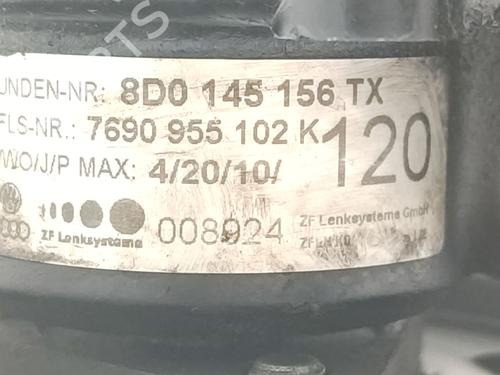 PARTS
UNDEN-NR: 8D0 145 156 TX
FLS-NR.: 7690 955 102 K
WO/J/P MAX: 4/20/10/
120
ZF Lenksysteme
008924
ZF Lenksysteme GmbH